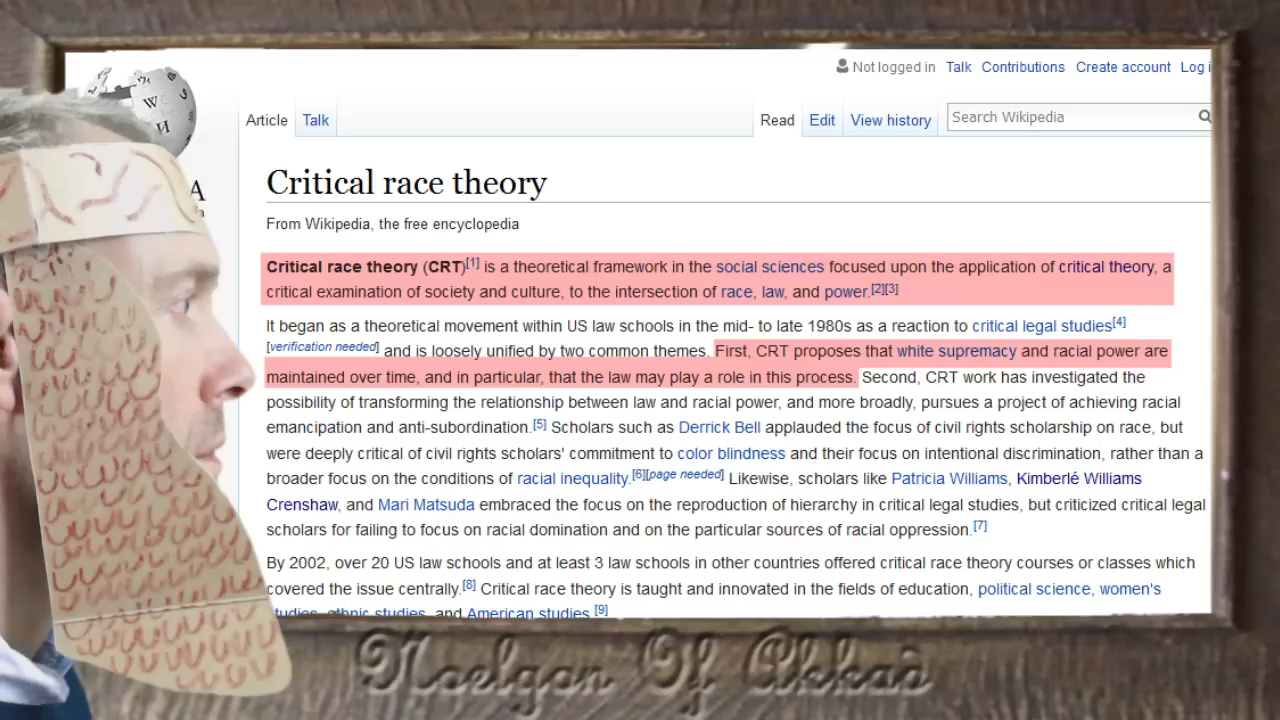 Not logged in Talk Contributions Create account Log i
W
И
A
a
Article Talk Read Edit View history Search Wikipedia
Critical race theory
From Wikipedia, the free encyclopedia
Critical race theory (CRT)[1] is a theoretical framework in the social sciences focused upon the application of critical theory, a
critical examination of society and culture, to the intersection of race, law, and power.[2][3]
It began as a theoretical movement within US law schools in the mid- to late 1980s as a reaction to critical legal studies[4]
[verification needed] and is loosely unified by two common themes. First, CRT proposes that white supremacy and racial power are
maintained over time, and in particular, that the law may play a role in this process. Second, CRT work has investigated the
possibility of transforming the relationship between law and racial power, and more broadly, pursues a project of achieving racial
emancipation and anti-subordination.[5] Scholars such as Derrick Bell applauded the focus of civil rights scholarship on race, but
were deeply critical of civil rights scholars' commitment to color blindness and their focus on intentional discrimination, rather than a
broader focus on the conditions of racial inequality.[6][page needed] Likewise, scholars like Patricia Williams, Kimberlé Williams
Crenshaw, and Mari Matsuda embraced the focus on the reproduction of hierarchy in critical legal studies, but criticized critical legal
scholars for failing to focus on racial domination and on the particular sources of racial oppression.[7]
By 2002, over 20 US law schools and at least 3 law schools in other countries offered critical race theory courses or classes which
covered the issue centrally.[8] Critical race theory is taught and innovated in the fields of education, political science, women's
studies, ethnic studies, and American studies.[9]
Noelgon Of Akkad